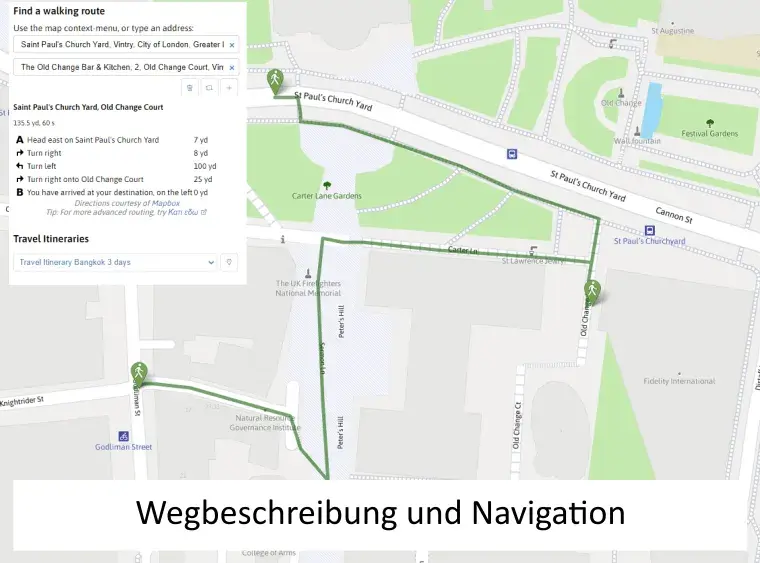 Find a walking route
Use the map context-menu, or type an address:
Saint Paul's Church Yard, Vintry, City of London, Greater L
The Old Change Bar & Kitchen, 2, Old Change Court, Vin
Saint Paul's Church Yard, Old Change Court
135.5 yd, 60 s
A Head east on Saint Paul's Church Yard 7 yd
Turn right 8 yd
Turn left 100 yd
Turn right onto Old Change Court 25 yd
B You have arrived at your destination, on the left 0 yd
Directions courtesy of Mapbox
Tip: For more advanced routing, try Kari εδω
Travel Itineraries
Travel Itinerary Bangkok 3 days
St Augustine
St Paul's Church Yard
Old Change
Wall fountain
Festival Gardens
St Paul's Church Yard
Cannon St
St Paul's Churchyard
Carter Lane Gardens
Carter Ln
St Lawrence Jewry
The UK Firefighters
National Memorial
Peter's Hill
Sermon Ln
Old Change
Fidelity International
Knightrider St
Godliman St
Natural Resource
Governance Institute
Peter's Hill
Old Change Ct
Godliman Street
Wegbeschreibung und Navigation
College of Arms